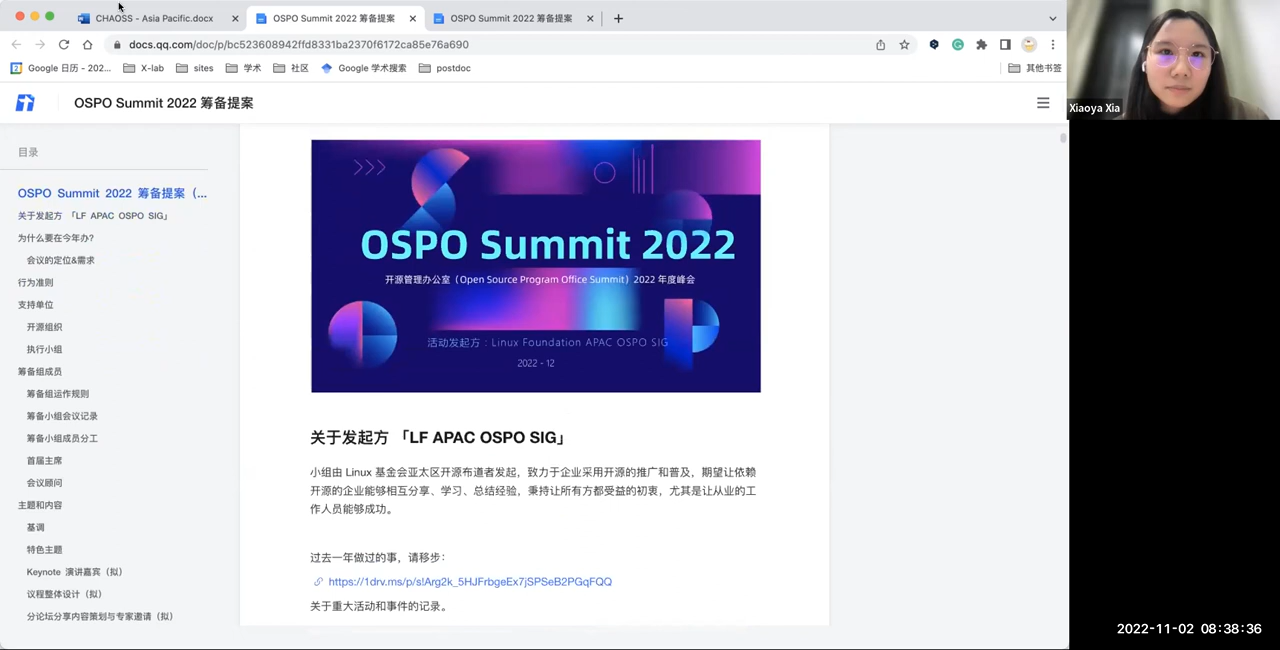 CHAOSS - Asia Pacific.docx
OSPO Summit 2022 筹备提案
OSPO Summit 2022 筹备提案
docs.qq.com/doc/p/bc523608942ffd8331ba2370f6172ca85e76a690
Google 日历 - 202...
X-lab
sites
学术
社区
Google 学术搜索
postdoc
其他书签
OSPO Summit 2022 筹备提案
目录
OSPO Summit 2022 筹备提案（...
关于发起方 「LF APAC OSPO SIG」
为什么要在今年办?
会议的定位&需求
行为准则
支持单位
开源组织
执行小组
筹备组成员
筹备组运作规则
筹备小组会议记录
筹备小组成员分工
首届主席
会议顾问
主题和内容
基调
特色主题
Keynote 演讲嘉宾（拟）
议程整体设计（拟）
分论坛分享内容策划与专家邀请（拟）
OSPO Summit 2022
开源管理办公室（Open Source Program Office Summit）2022 年度峰会
活动发起方：Linux Foundation APAC OSPO SIG
2022 - 12
关于发起方 「LF APAC OSPO SIG」
小组由 Linux 基金会亚太区开源布道者发起，致力于企业采用开源的推广和普及，期望让依赖
开源的企业能够相互分享、学习、总结经验，秉持让所有方都受益的初衷，尤其是让从业的工
作人员能够成功。
过去一年做过的事，请移步：
https://1drv.ms/p/s!Arg2k_5HJFrbgeEx7jSPSeB2PGqFQQ
关于重大活动和事件的记录。
Xiaoya Xia
2022-11-02 08:38:36